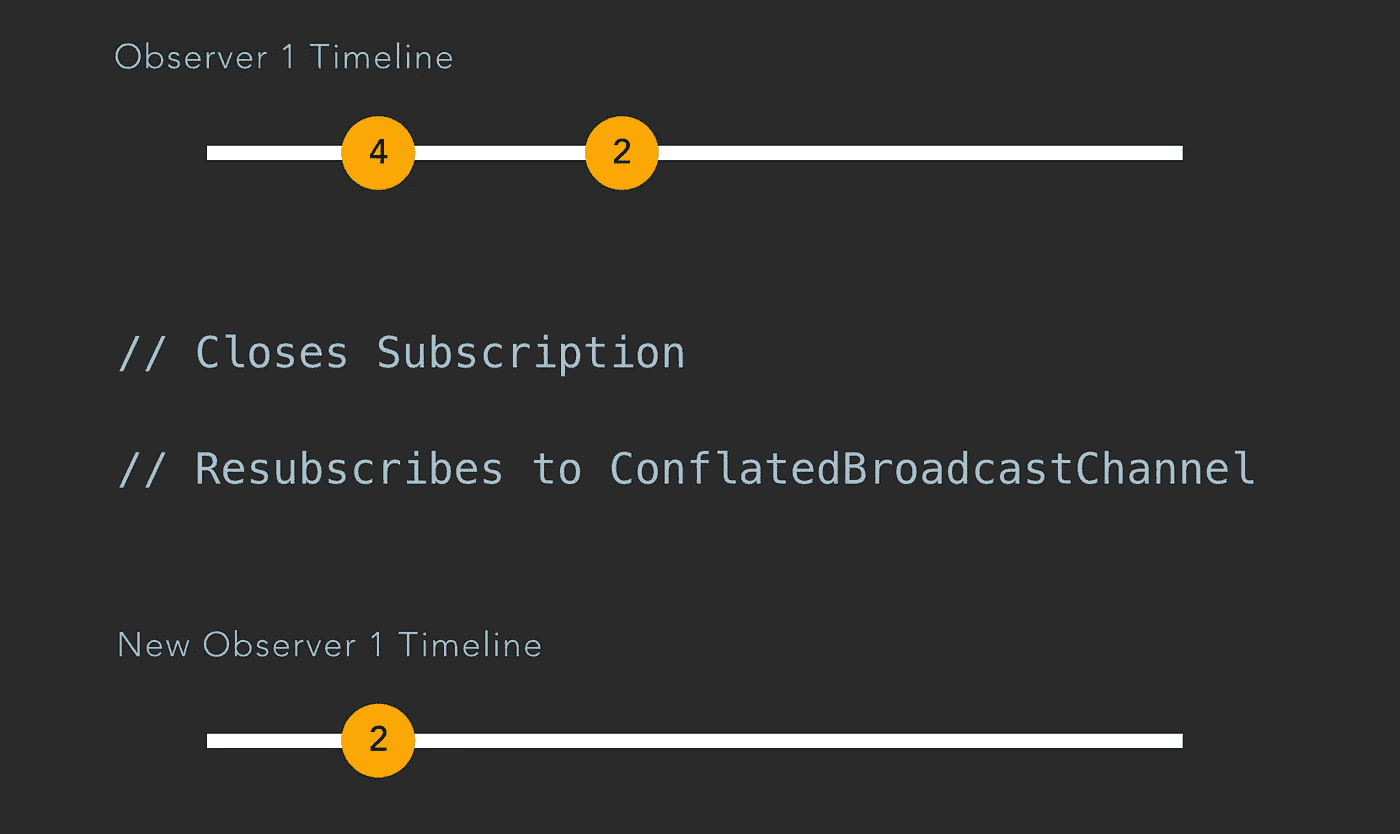 Observer 1 Timeline
4 2
// Closes Subscription
// Resubscribes to ConflatedBroadcastChannel
New Observer 1 Timeline
2